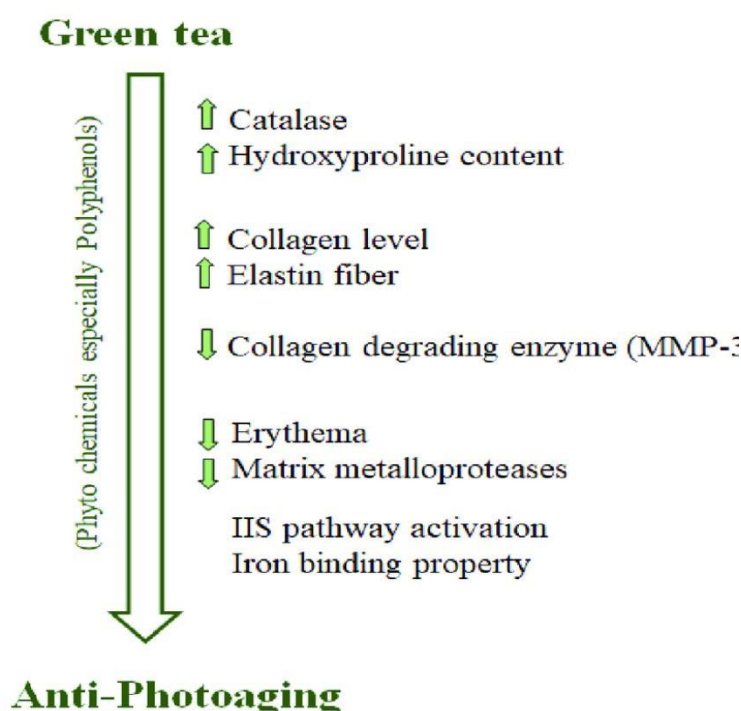 Green tea
(Phyto chemicals especially Polyphenols)
Catalase
Hydroxyproline content
Collagen level
Elastin fiber
Collagen degrading enzyme (MMP-3
Erythema
Matrix metalloproteases
IIS pathway activation
Iron binding property
Anti-Photoaging